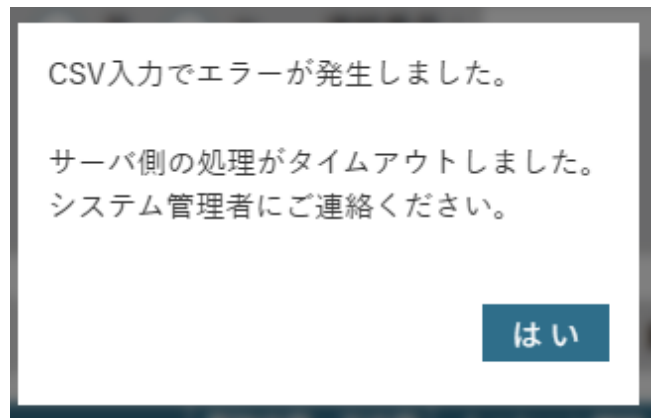 CSV入力でエラーが発生しました。
サーバ側の処理がタイムアウトしました。
システム管理者にご連絡ください。
はい